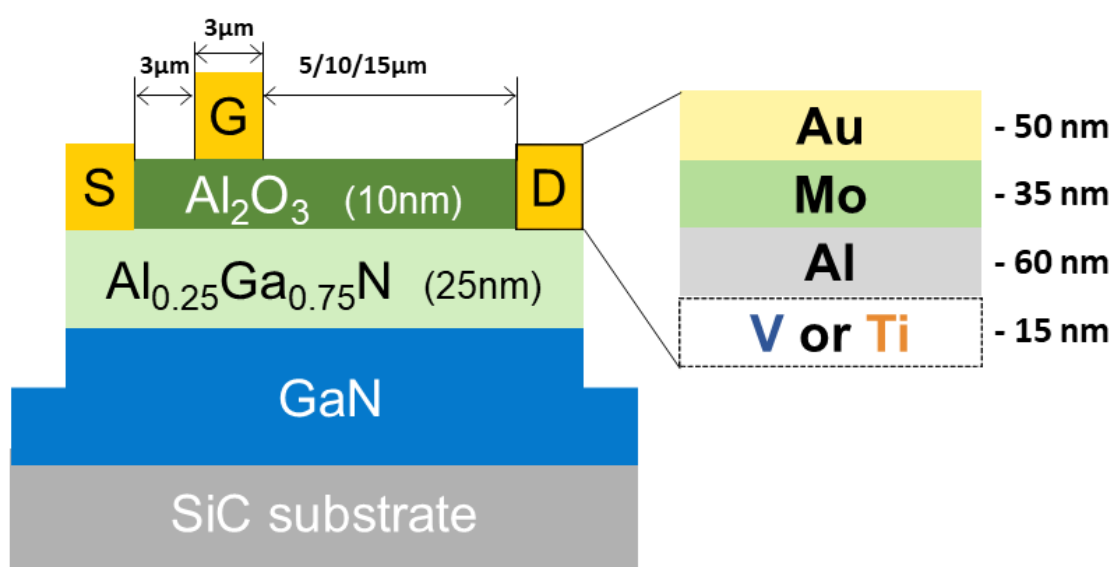 3μm
3μm
5/10/15μm
G
S
Al₂O₃ (10nm)
D
Al₀.₂₅Ga₀.₇₅N (25nm)
GaN
SiC substrate
Au - 50 nm
Mo - 35 nm
Al - 60 nm
V or Ti - 15 nm